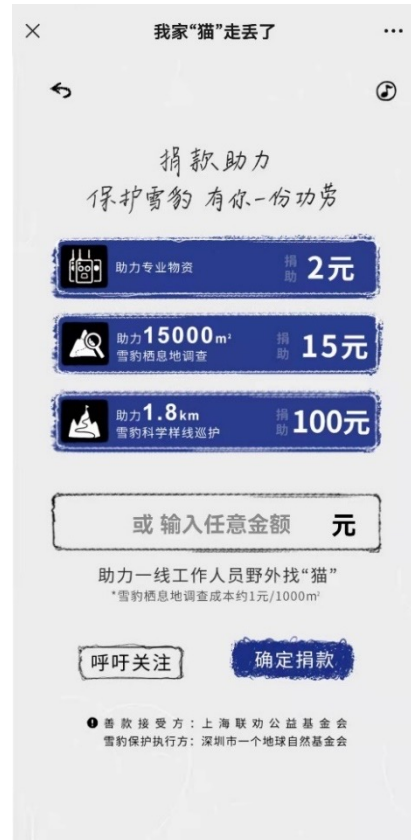 我家“猫”走丢了
捐款助力
保护雪豹 有你一份功劳
助力专业物资
捐助 2元
助力15000m²
雪豹栖息地调查
捐助 15元
助力1.8km
雪豹科学样线巡护
捐助 100元
或 输入任意金额 元
助力一线工作人员野外找“猫”
*雪豹栖息地调查成本约1元/1000m²
呼吁关注
确定捐款
善款接受方：上海联劝公益基金会
雪豹保护执行方：深圳市一个地球自然基金会